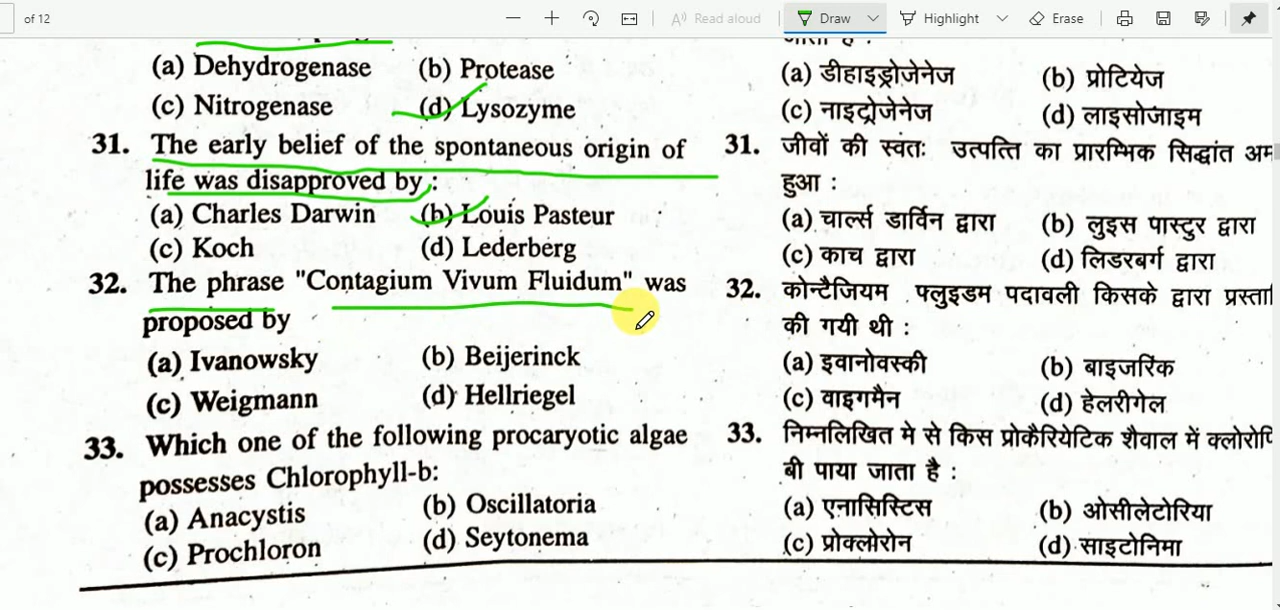 of 12
Read aloud
Draw
Highlight
Erase
(a) Dehydrogenase (b) Protease
(c) Nitrogenase (d) Lysozyme
31. The early belief of the spontaneous origin of
life was disapproved by :
(a) Charles Darwin (b) Louis Pasteur
(c) Koch (d) Lederberg
32. The phrase "Contagium Vivum Fluidum" was
proposed by
(a) Ivanowsky (b) Beijerinck
(c) Weigmann (d) Hellriegel
33. Which one of the following procaryotic algae
possesses Chlorophyll-b:
(a) Anacystis (b) Oscillatoria
(c) Prochloron (d) Seytonema
(a) डीहाइड्रोजेनेज (b) प्रोटियेज
(c) नाइट्रोजेनेज (d) लाइसोजाइम
31. जीवों की स्वतः उत्पत्ति का प्रारम्भिक सिद्धांत
हुआ :
(a) चार्ल्स डार्विन द्वारा (b) लुइस पास्टुर द्वारा
(c) काच द्वारा (d) लिडरबर्ग द्वारा
32. कोन्टैजियम फ्लुइडम पदावली किसके द्वारा
की गयी थी :
(a) इवानोवस्की (b) बाइजरिंक
(c) वाइगमैन (d) हेलरीगेल
33. निम्नलिखित मे से किस प्रोकैरियेटिक शैवाल में
बी पाया जाता है :
(a) एनासिस्टिस (b) ओसीलेटोरिया
(c) प्रोक्लोरोन (d) साइटोनिमा